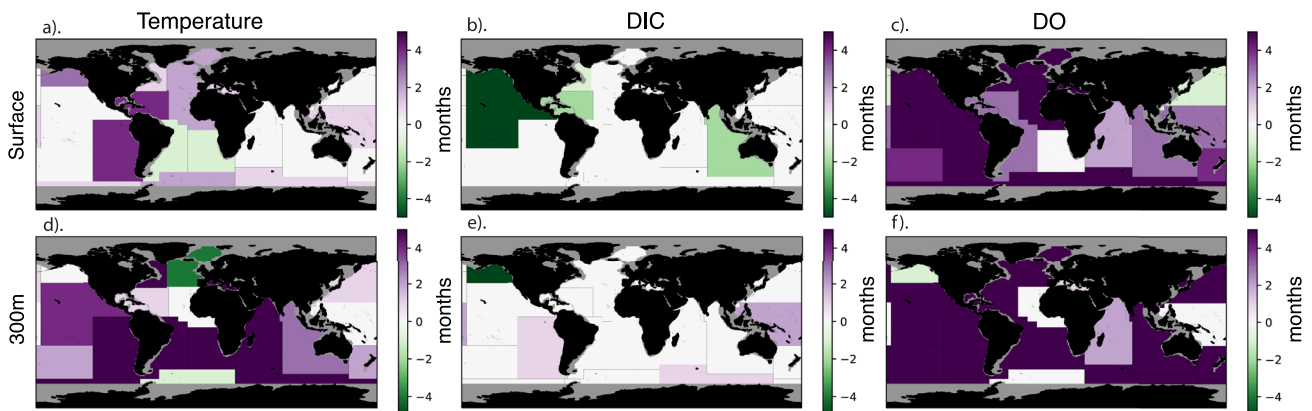 Temperature
DIC
DO
a).
b).
c).
Surface
4
2
0
−2
−4
months
4
2
0
−2
−4
months
4
2
0
−2
−4
months
d).
e).
f).
300m
4
2
0
−2
−4
months
4
2
0
−2
−4
months
4
2
0
−2
−4
months